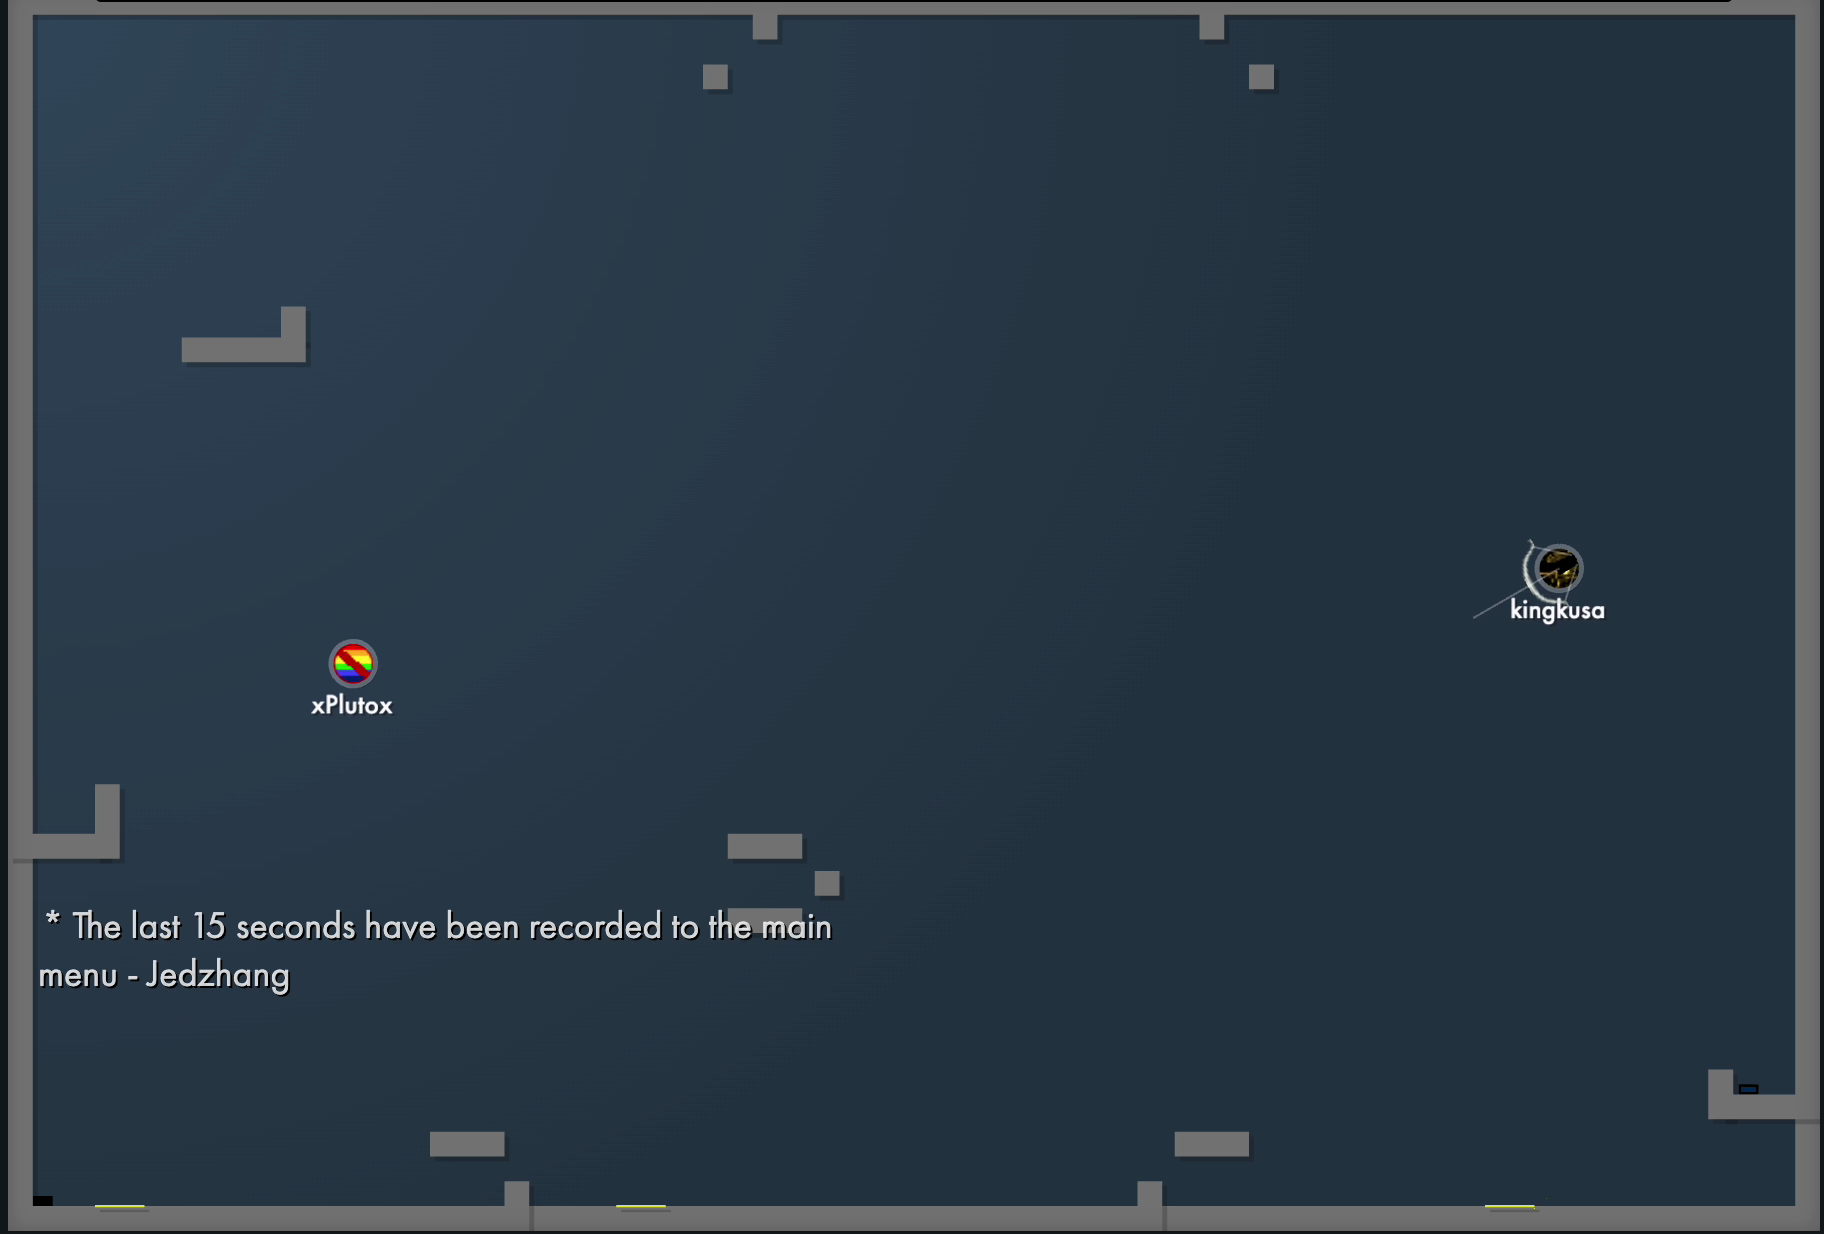 kingkusa
xPlutox
* The last 15 seconds have been recorded to the main
menu - Jedzhang